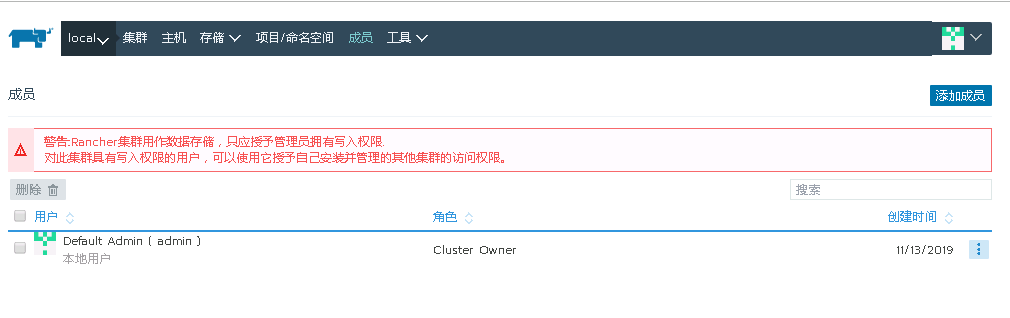 local 集群 主机 存储 项目/命名空间 成员 工具
成员
添加成员
警告:Rancher集群用作数据存储，只应授予管理员拥有写入权限.
对此集群具有写入权限的用户，可以使用它授予自己安装并管理的其他集群的访问权限。
删除
搜索
用户 角色 创建时间
Default Admin ( admin )
本地用户
Cluster Owner
11/13/2019